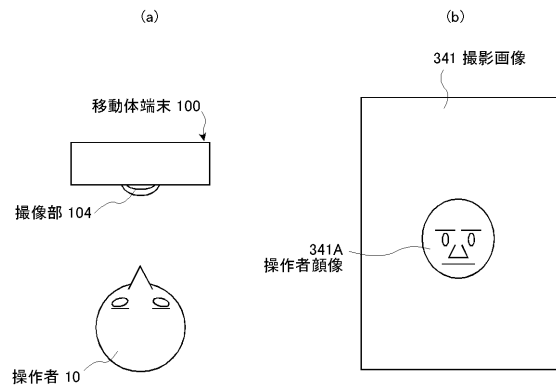 (a)
(b)
341 撮影画像
移動体端末 100
撮像部 104
341A
操作者顔像
操作者 10